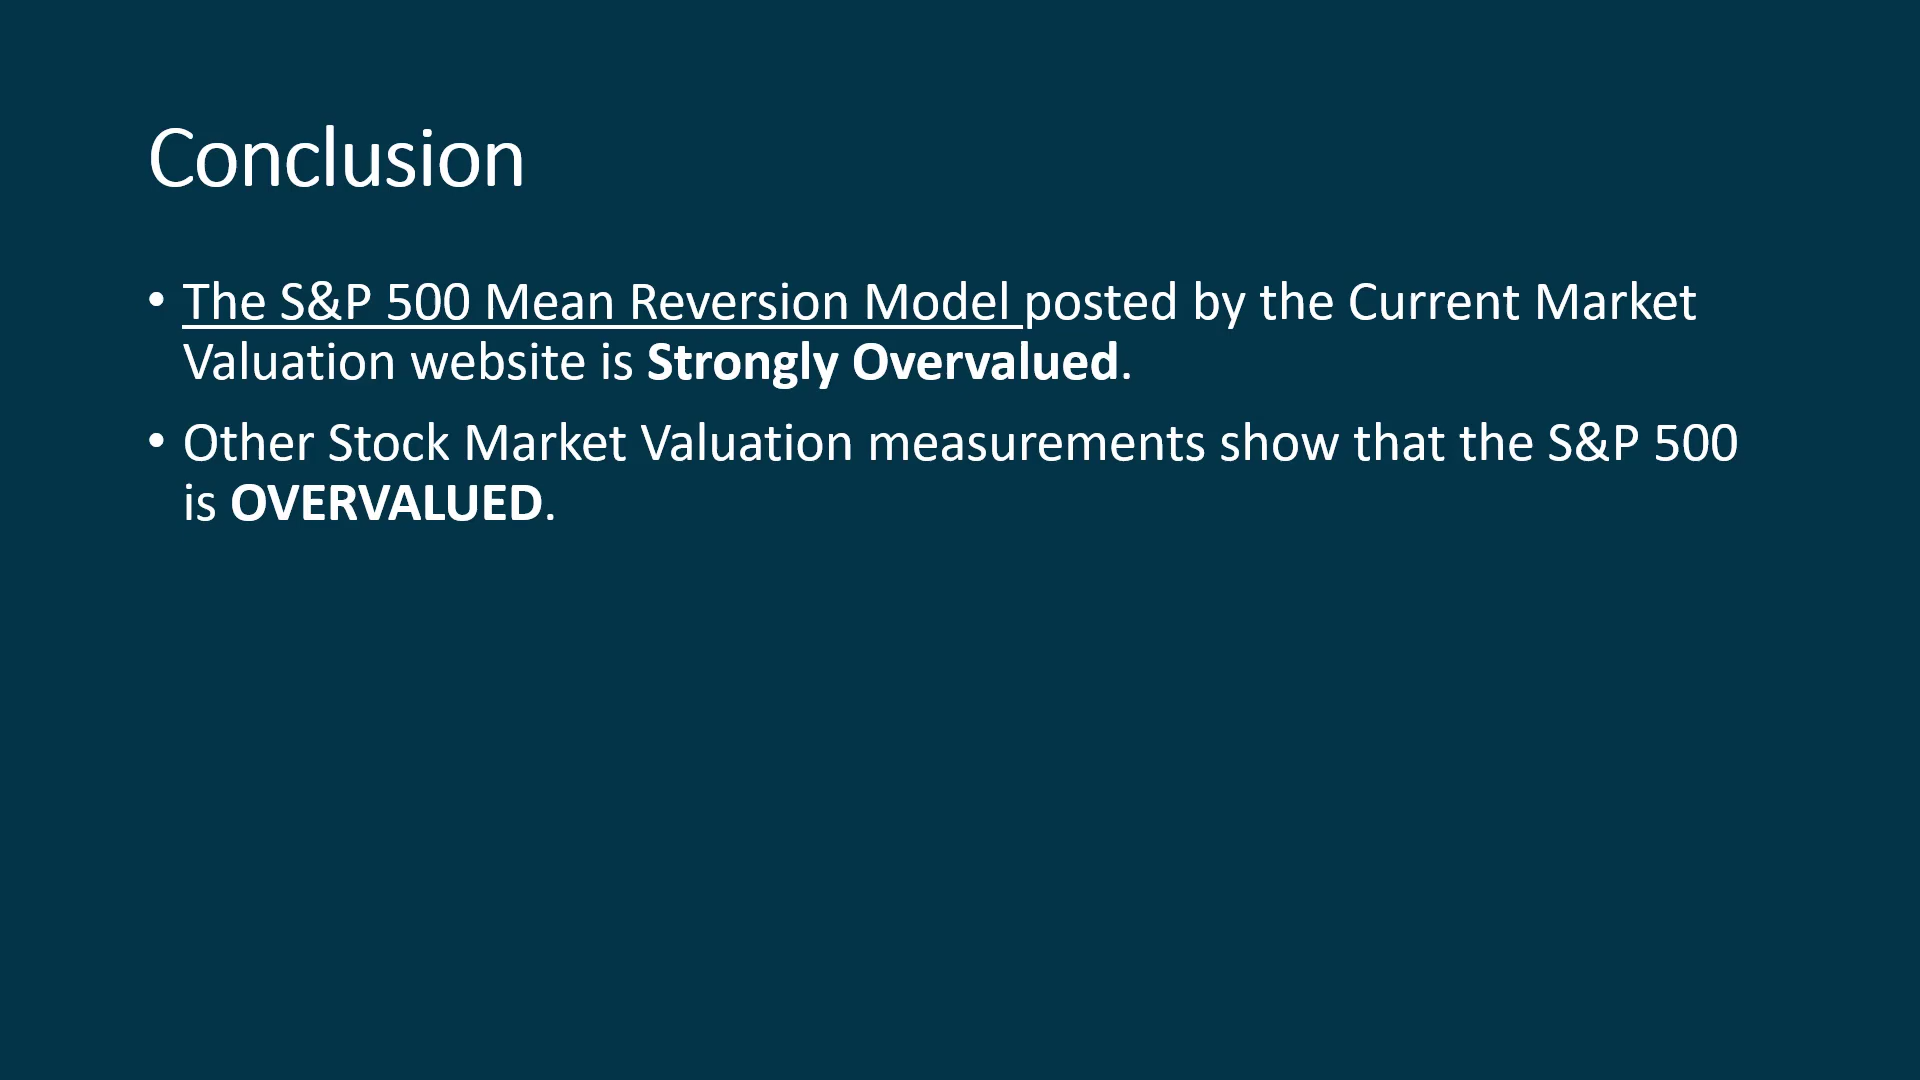 Conclusion
• The S&P 500 Mean Reversion Model posted by the Current Market
Valuation website is Strongly Overvalued.
• Other Stock Market Valuation measurements show that the S&P 500
is OVERVALUED.